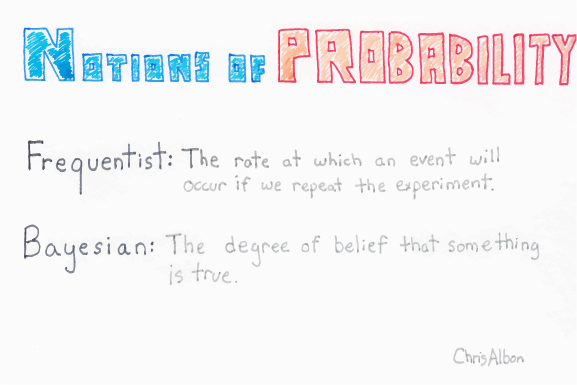 NOTIONS OF PROBABILITY
Frequentist: The rate at which an event will
occur if we repeat the experiment.
Bayesian: The degree of belief that something
is true.
ChrisAlbon